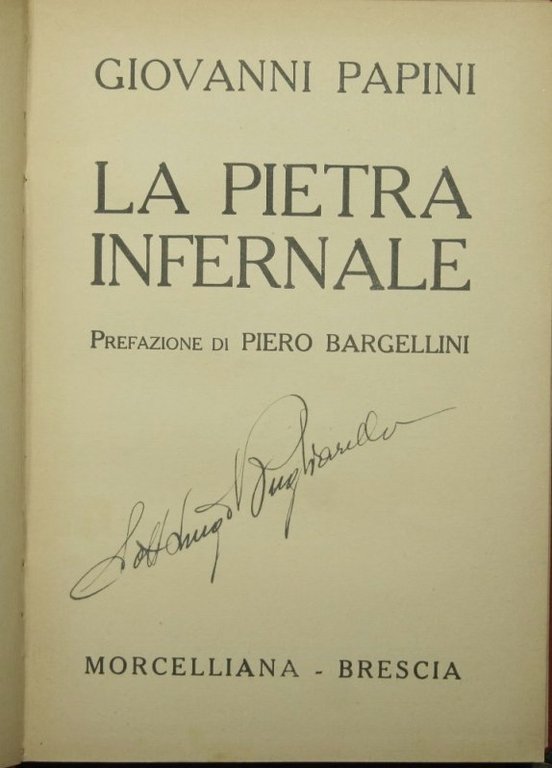 GIOVANNI PAPINI
LA PIETRA
INFERNALE
PREFAZIONE DI PIERO BARGELLINI
MORCELLIANA - BRESCIA